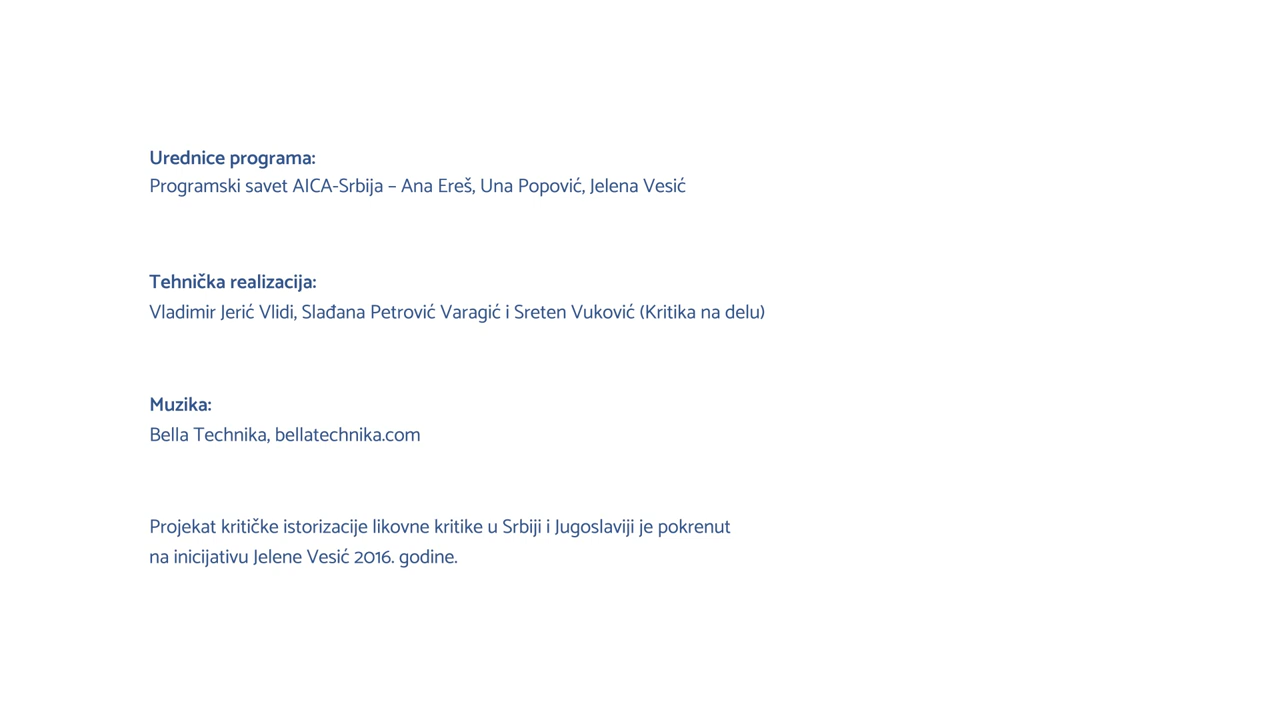 Urednice programa:
Programski savet AICA-Srbija – Ana Ereš, Una Popović, Jelena Vesić
Tehnička realizacija:
Vladimir Jerić Vlidi, Slađana Petrović Varagić i Sreten Vuković (Kritika na delu)
Muzika:
Bella Technika, bellatechnika.com
Projekat kritičke istorizacije likovne kritike u Srbiji i Jugoslaviji je pokrenut
na inicijativu Jelene Vesić 2016. godine.